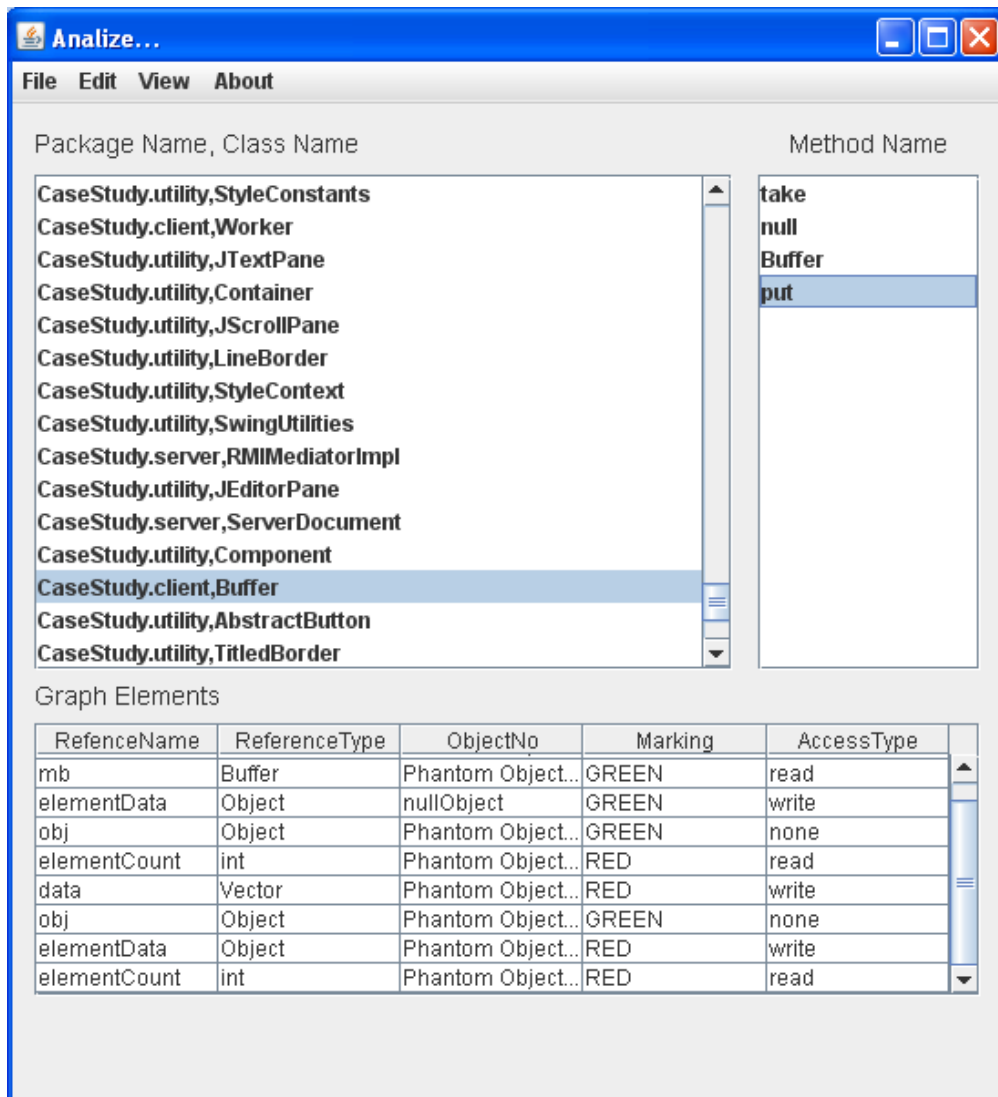 Analize...
File Edit View About
Package Name, Class Name
Method Name
CaseStudy.utility,StyleConstants
CaseStudy.client,Worker
CaseStudy.utility,JTextPane
CaseStudy.utility,Container
CaseStudy.utility,JScrollPane
CaseStudy.utility,LineBorder
CaseStudy.utility,StyleContext
CaseStudy.utility,SwingUtilities
CaseStudy.server,RMIMediatorImpl
CaseStudy.utility,JEditorPane
CaseStudy.server,ServerDocument
CaseStudy.utility,Component
CaseStudy.client,Buffer
CaseStudy.utility,AbstractButton
CaseStudy.utility,TitledBorder
take
null
Buffer
put
Graph Elements
RefenceName ReferenceType ObjectNo Marking AccessType
mb Buffer Phantom Object... GREEN read
elementData Object nullObject GREEN write
obj Object Phantom Object... GREEN none
elementCount int Phantom Object... RED read
data Vector Phantom Object... RED write
obj Object Phantom Object... GREEN none
elementData Object Phantom Object... RED write
elementCount int Phantom Object... RED read